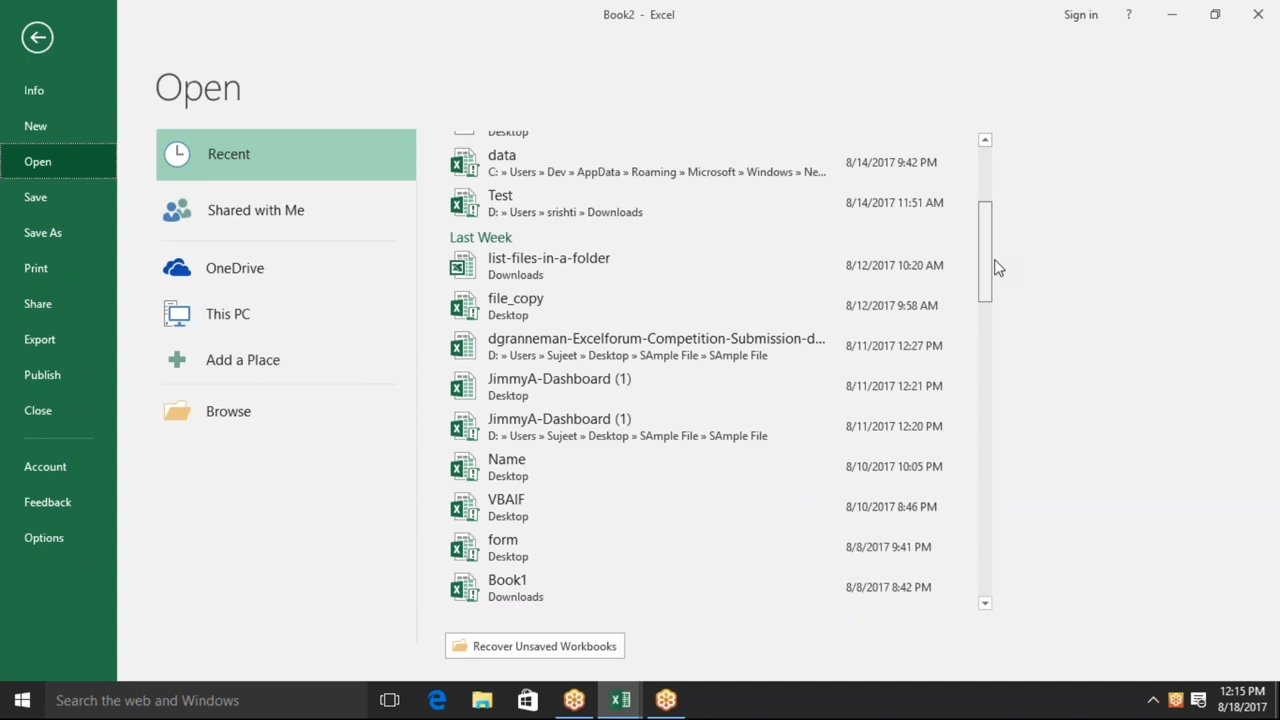 Book2 - Excel
Sign in
?
Info
New
Open
Save
Save As
Print
Share
Export
Publish
Close
Account
Feedback
Options
Open
Recent
Shared with Me
OneDrive
This PC
Add a Place
Browse
Desktop
data 8/14/2017 9:42 PM
C: » Users » Dev » AppData » Roaming » Microsoft » Windows » Ne...
Test 8/14/2017 11:51 AM
D: » Users » srishti » Downloads
Last Week
list-files-in-a-folder 8/12/2017 10:20 AM
Downloads
file_copy 8/12/2017 9:58 AM
Desktop
dgranneman-Excelforum-Competition-Submission-d... 8/11/2017 12:27 PM
D: » Users » Sujeet » Desktop » SAmple File » SAmple File
JimmyA-Dashboard (1) 8/11/2017 12:21 PM
Desktop
JimmyA-Dashboard (1) 8/11/2017 12:20 PM
D: » Users » Sujeet » Desktop » SAmple File » SAmple File
Name 8/10/2017 10:05 PM
Desktop
VBAIF 8/10/2017 8:46 PM
Desktop
form 8/8/2017 9:41 PM
Desktop
Book1 8/8/2017 8:42 PM
Downloads
Recover Unsaved Workbooks
Search the web and Windows
12:15 PM
8/18/2017